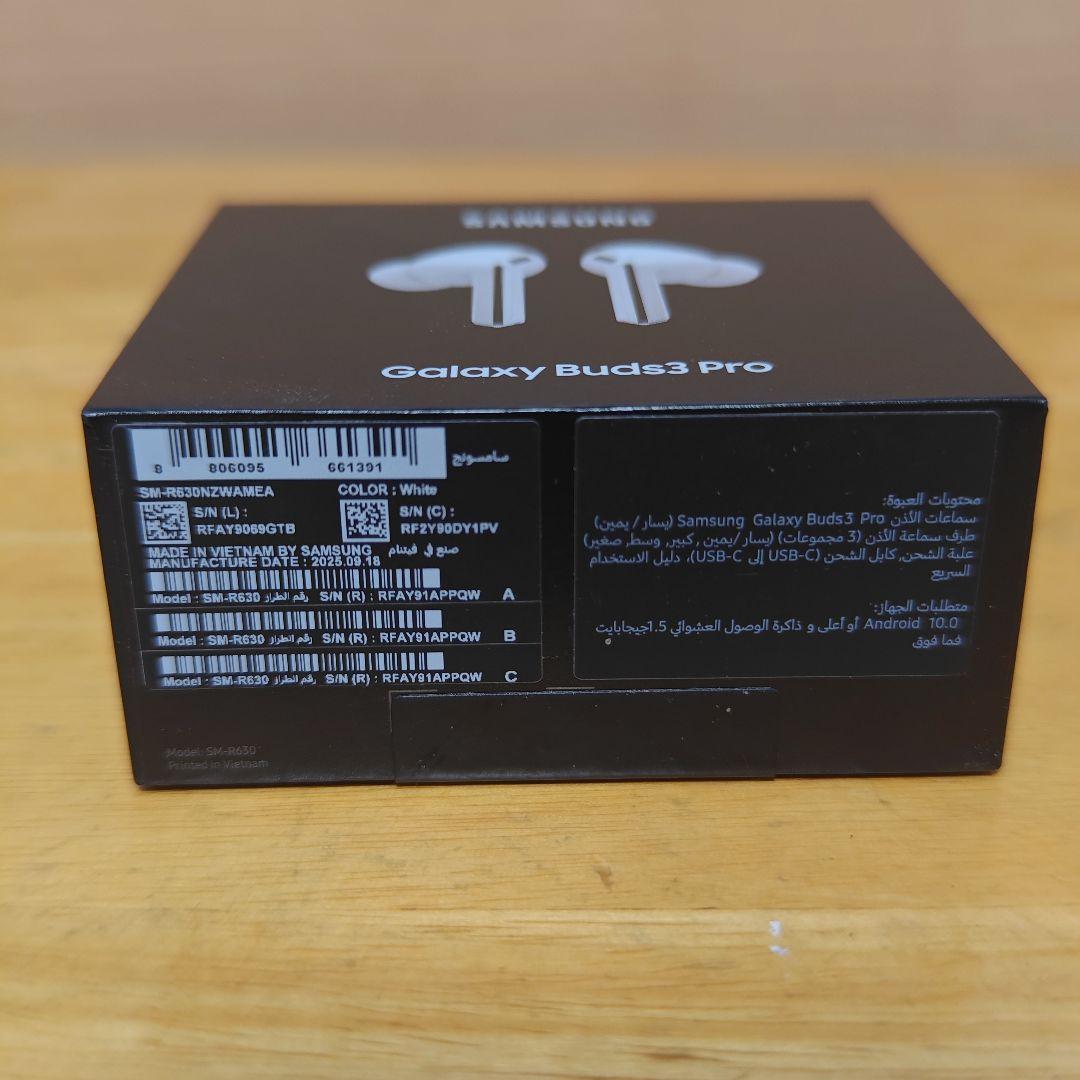 SAMSUNG
Galaxy Buds3 Pro
8 806095 661391
سامسونج
SM-R630NZWAMEA COLOR : White
S/N (L) : S/N (C) :
RFAY9069GTB RF2Y90DY1PV
MADE IN VIETNAM BY SAMSUNG صنع في فيتنام
MANUFACTURE DATE : 2025.09.18
Model : SM-R630 رقم الطراز S/N (R) : RFAY91APPQW A
Model : SM-R630 رقم الطراز S/N (R) : RFAY91APPQW B
Model : SM-R630 رقم الطراز S/N (R) : RFAY91APPQW C
محتويات العبوة:
سماعات الأذن Samsung Galaxy Buds3 Pro (يسار/ يمين)
طرف سماعة الأذن (3 مجموعات) (يسار/يمين , كبير, وسط, صغير)
علبة الشحن, كابل الشحن (USB-C إلى USB-C)، دليل الاستخدام
السريع
متطلبات الجهاز:
Android 10.0 أو أعلى و ذاكرة الوصول العشوائي 1.5جيجابايت
فما فوق
Model: SM-R630
Printed in Vietnam